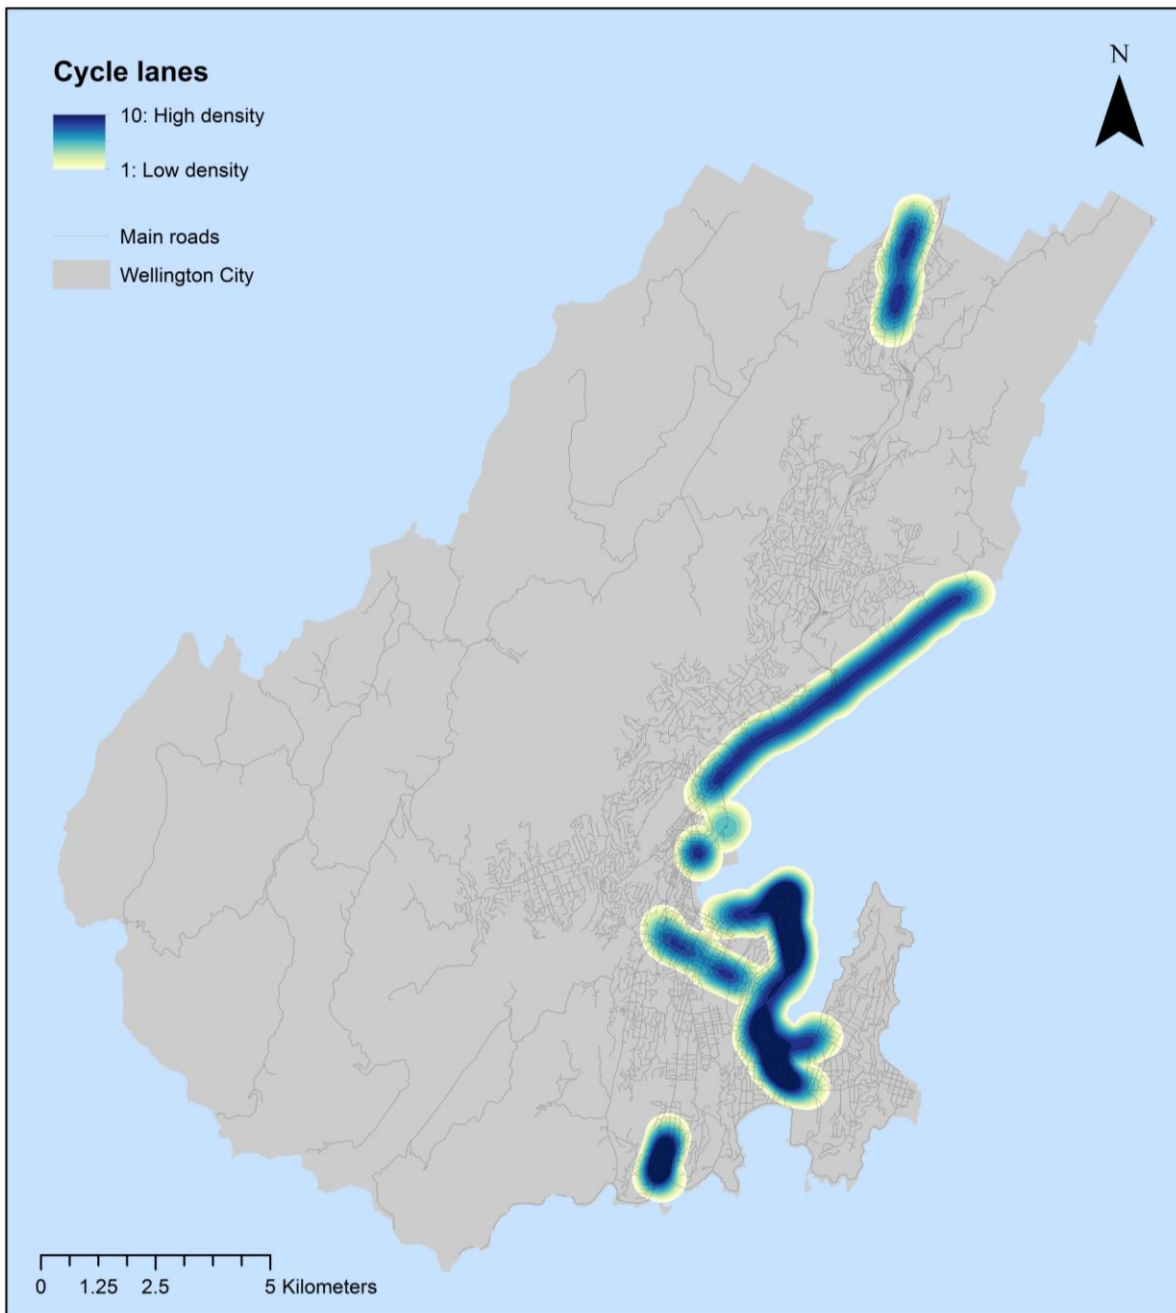 Cycle lanes
10: High density
1: Low density
Main roads
Wellington City
N
0 1.25 2.5 5 Kilometers